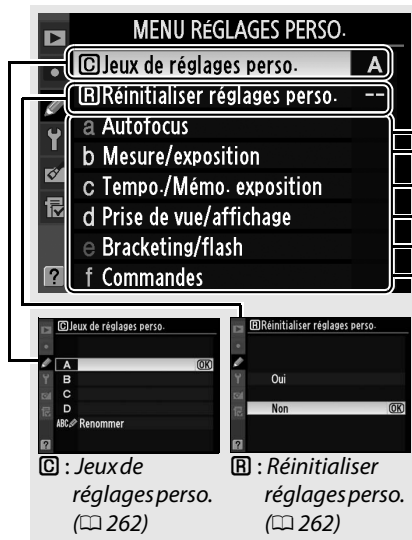 MENU RÉGLAGES PERSO.
C Jeux de réglages perso. A
R Réinitialiser réglages perso. --
a Autofocus
b Mesure/exposition
c Tempo./Mémo. exposition
d Prise de vue/affichage
e Bracketing/flash
f Commandes
?
C Jeux de réglages perso.
A OK
B
C
D
ABC Renommer
?
R Réinitialiser réglages perso.
Oui
Non OK
?
C : Jeux de
réglages perso.
(262)
R : Réinitialiser
réglages perso.
(262)